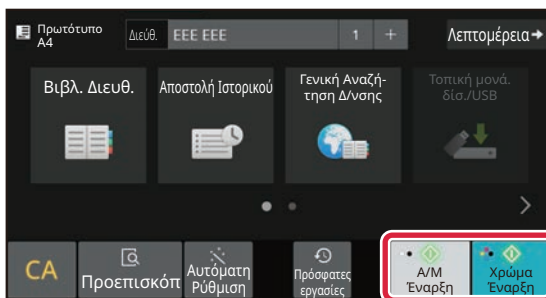 Πρωτότυπο
A4
Διεύθ.
EEE EEE
1
+
Λεπτομέρεια
Βιβλ. Διευθ.
Αποστολή Ιστορικού
Γενική Αναζή-
τηση Δ/νσης
Τοπική μονά.
δίσ./USB
CA
Προεπισκόπ
Αυτόματη
Ρύθμιση
Πρόσφατες
εργασίες
Α/Μ
Έναρξη
Χρώμα
Έναρξη